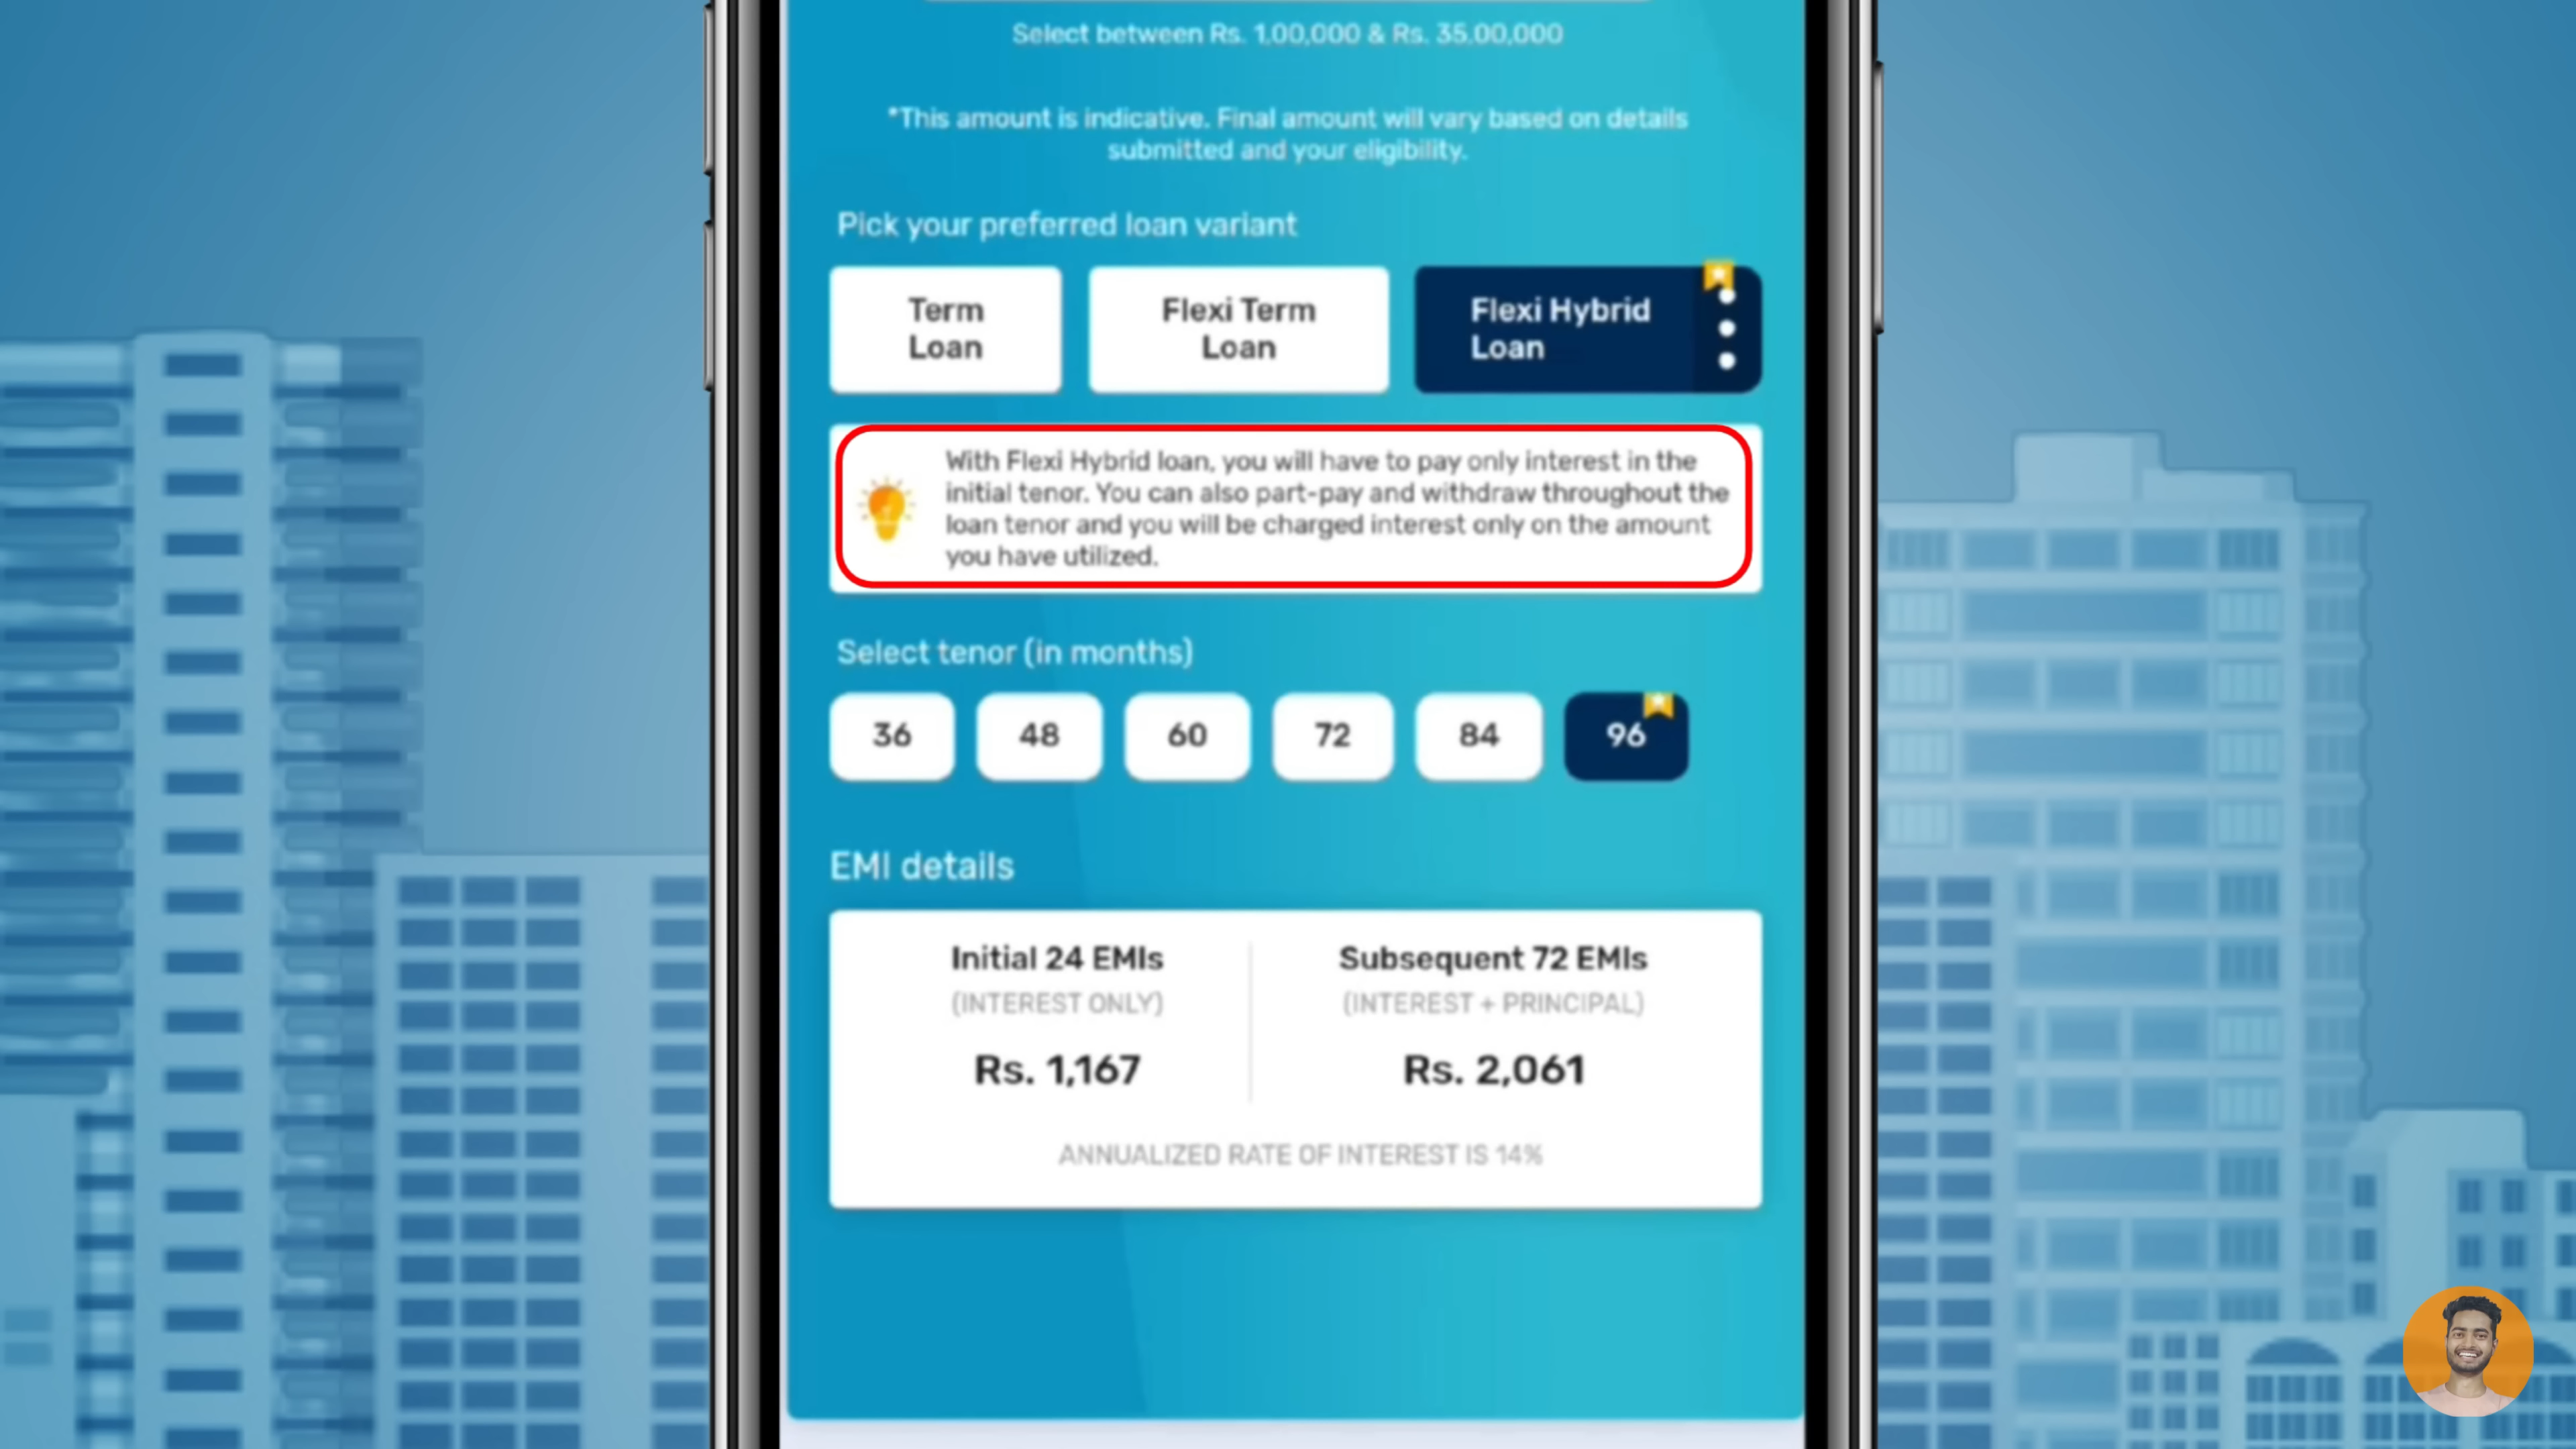 Select between Rs. 1,00,000 & Rs. 35,00,000
*This amount is indicative. Final amount will vary based on details
submitted and your eligibility.
Pick your preferred loan variant
Term
Loan
Flexi Term
Loan
Flexi Hybrid
Loan
With Flexi Hybrid loan, you will have to pay only interest in the
initial tenor. You can also part-pay and withdraw throughout the
loan tenor and you will be charged interest only on the amount
you have utilized.
Select tenor (in months)
36 48 60 72 84 96
EMI details
Initial 24 EMIs
(INTEREST ONLY)
Rs. 1,167
Subsequent 72 EMIs
(INTEREST + PRINCIPAL)
Rs. 2,061
ANNUALIZED RATE OF INTEREST IS 14%